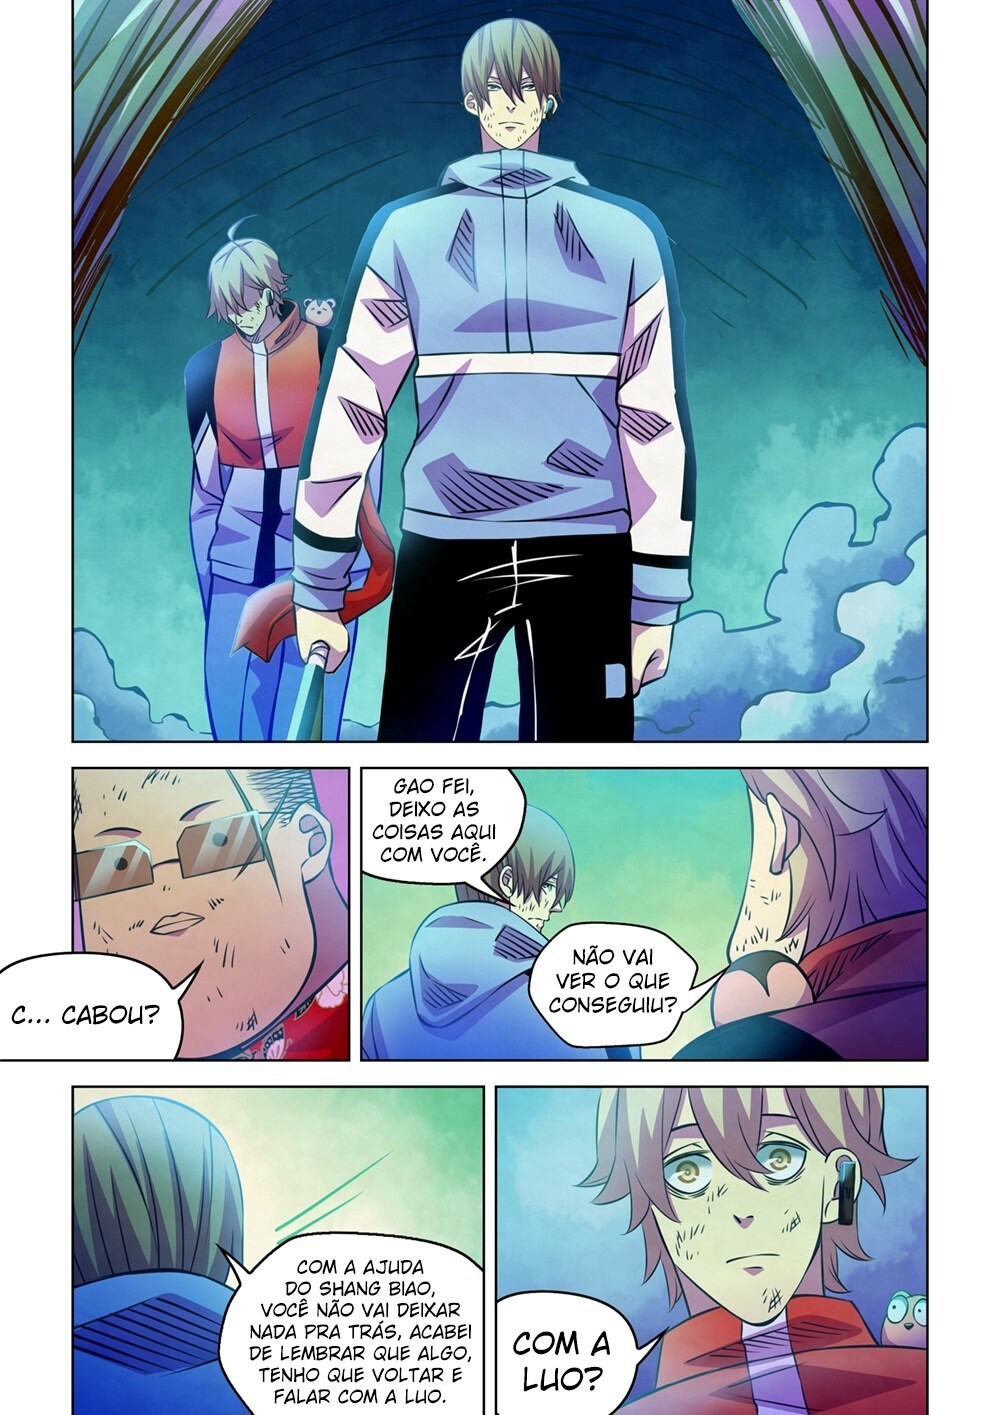 C... CABOU?
GAO FEI,
DEIXO AS
COISAS AQUI
COM VOCÊ.
NÃO VAI
VER O QUE
CONSEGUIU?
COM A AJUDA
DO SHANG BIAO,
VOCÊ NÃO VAI DEIXAR
NADA PRA TRÁS, ACABEI
DE LEMBRAR QUE ALGO,
TENHO QUE VOLTAR E
FALAR COM A LUO.
COM A
LUO?